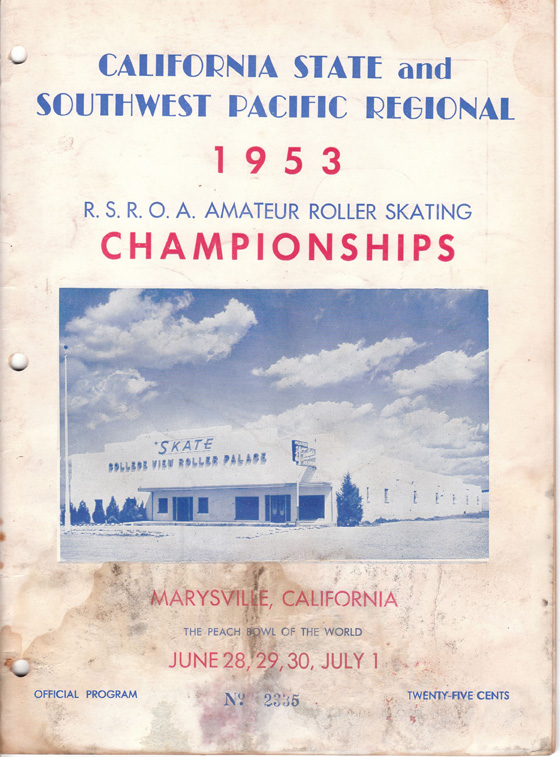 CALIFORNIA STATE and
SOUTHWEST PACIFIC REGIONAL
1953
R. S. R. O. A. AMATEUR ROLLER SKATING
CHAMPIONSHIPS
SKATE
COLLEGE VIEW ROLLER PALACE
MARYSVILLE, CALIFORNIA
THE PEACH BOWL OF THE WORLD
JUNE 28, 29, 30, JULY 1
OFFICIAL PROGRAM
Nº 2335
TWENTY-FIVE CENTS